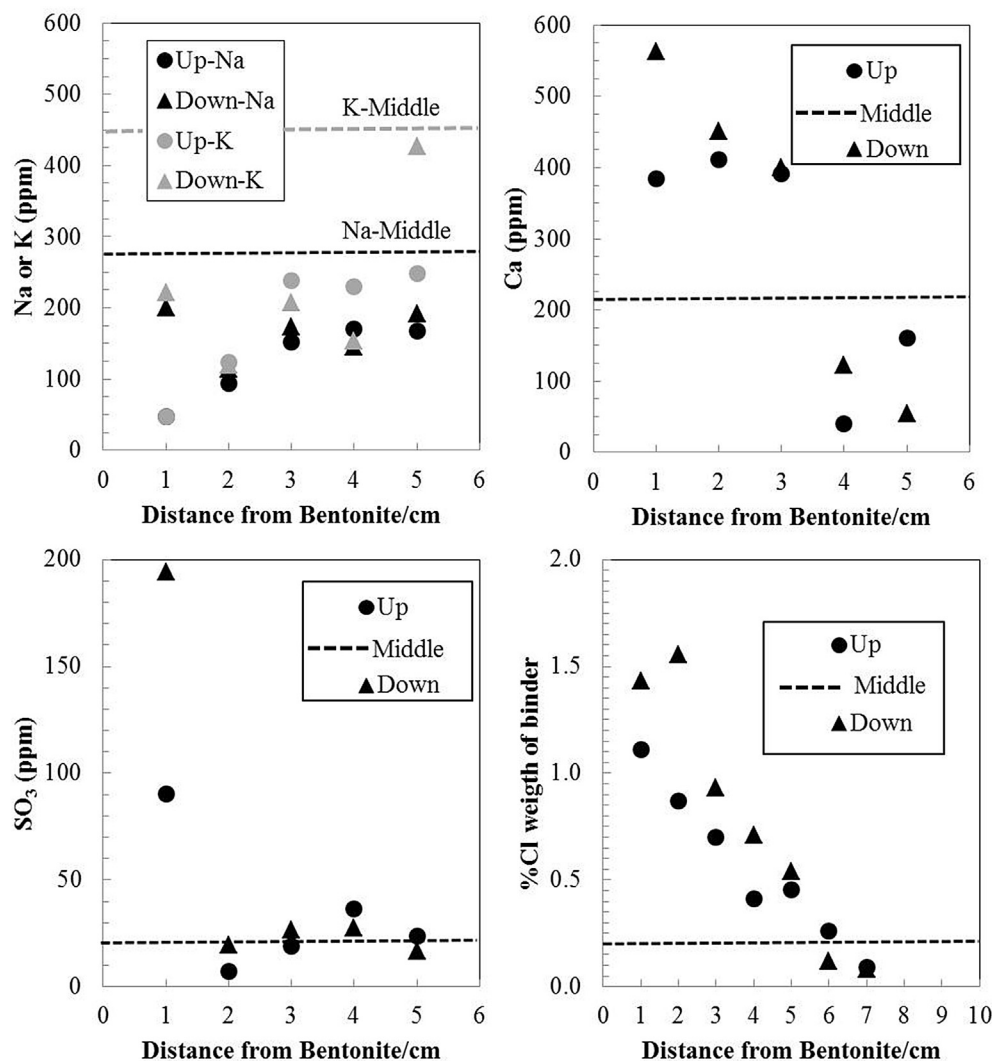 600
500
400
300
200
100
0
Na or K (ppm)
Up-Na
Down-Na
Up-K
Down-K
K-Middle
Na-Middle
0 1 2 3 4 5 6
Distance from Bentonite/cm
600
500
400
300
200
100
0
Ca (ppm)
Up
Middle
Down
0 1 2 3 4 5 6
Distance from Bentonite/cm
200
150
100
50
0
SO₃ (ppm)
Up
Middle
Down
0 1 2 3 4 5 6
Distance from Bentonite/cm
2.0
1.5
1.0
0.5
0.0
%Cl weigth of binder
Up
Middle
Down
0 1 2 3 4 5 6 7 8 9 10
Distance from Bentonite/cm